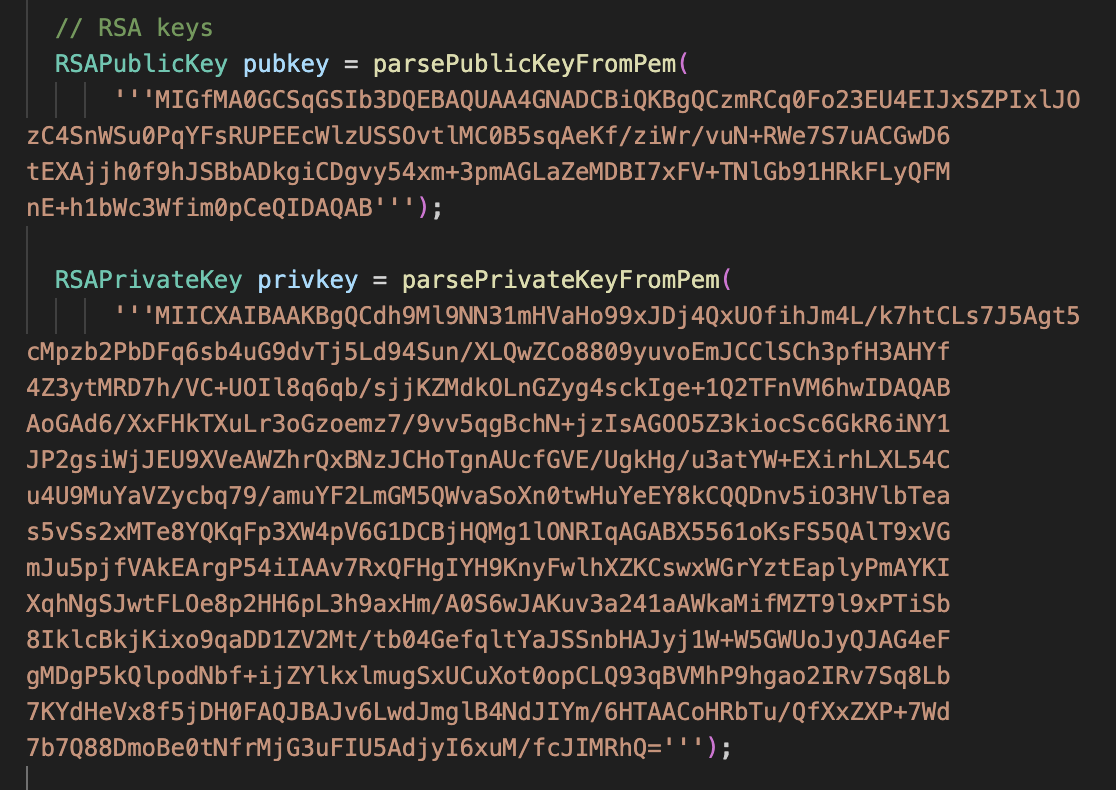 // RSA keys
RSAPublicKey pubkey = parsePublicKeyFromPem(
'''MIGfMA0GCSqGSIb3DQEBAQUAA4GNADCBiQKBgQCzmRCq0Fo23EU4EIJxSZPIxlJO
zC4SnWSu0PqYFsRUPEEcWlzUSSOvtlMC0B5sqAeKf/ziWr/vuN+RWe7S7uACGwD6
tEXAjjh0f9hJSBbADkgiCDgvy54xm+3pmAGLaZeMDBI7xFV+TNlGb91HRkFLyQFM
nE+h1bWc3Wfim0pCeQIDAQAB''');
RSAPrivateKey privkey = parsePrivateKeyFromPem(
'''MIICXAIBAAKBgQCdh9Ml9NN31mHVaHo99xJDj4QxUOfihJm4L/k7htCLs7J5Agt5
cMpzb2PbDFq6sb4uG9dvTj5Ld94Sun/XLQwZCo8809yuvoEmJCClSCh3pfH3AHYf
4Z3ytMRD7h/VC+UOIl8q6qb/sjjKZMdkOLnGZyg4sckIge+1Q2TFnVM6hwIDAQAB
AoGAd6/XxFHkTXuLr3oGzoemz7/9vv5qgBchN+jzIsAGOO5Z3kiocSc6GkR6iNY1
JP2gsiWjJEU9XVeAWZhrQxBNzJCHoTgnAUcfGVE/UgkHg/u3atYW+EXirhLXL54C
u4U9MuYaVZycbq79/amuYF2LmGM5QWvaSoXn0twHuYeEY8kCQQDnv5iO3HVlbTea
s5vSs2xMTe8YQKqFp3XW4pV6G1DCBjHQMg1lONRIqAGABX5561oKsFS5QAlT9xVG
mJu5pjfVAkEArgP54iIAAv7RxQFHgIYH9KnyFwlhXZKCswxWGrYztEaplyPmAYKI
XqhNgSJwtFLOe8p2HH6pL3h9axHm/A0S6wJAKuv3a241aAWkaMifMZT9l9xPTiSb
8IklcBkjKixo9qaDD1ZV2Mt/tb04GefqltYaJSSnbHAJyj1W+W5GWUoJyQJAG4eF
gMDgP5kQlpodNbf+ijZYlkxlmugSxUCuXot0opCLQ93qBVMhP9hgao2IRv7Sq8Lb
7KYdHeVx8f5jDH0FAQJBAJv6LwdJmglB4NdJIYm/6HTAACoHRbTu/QfXxZXP+7Wd
7b7Q88DmoBe0tNfrMjG3uFIU5AdjyI6xuM/fcJIMRhQ=''');